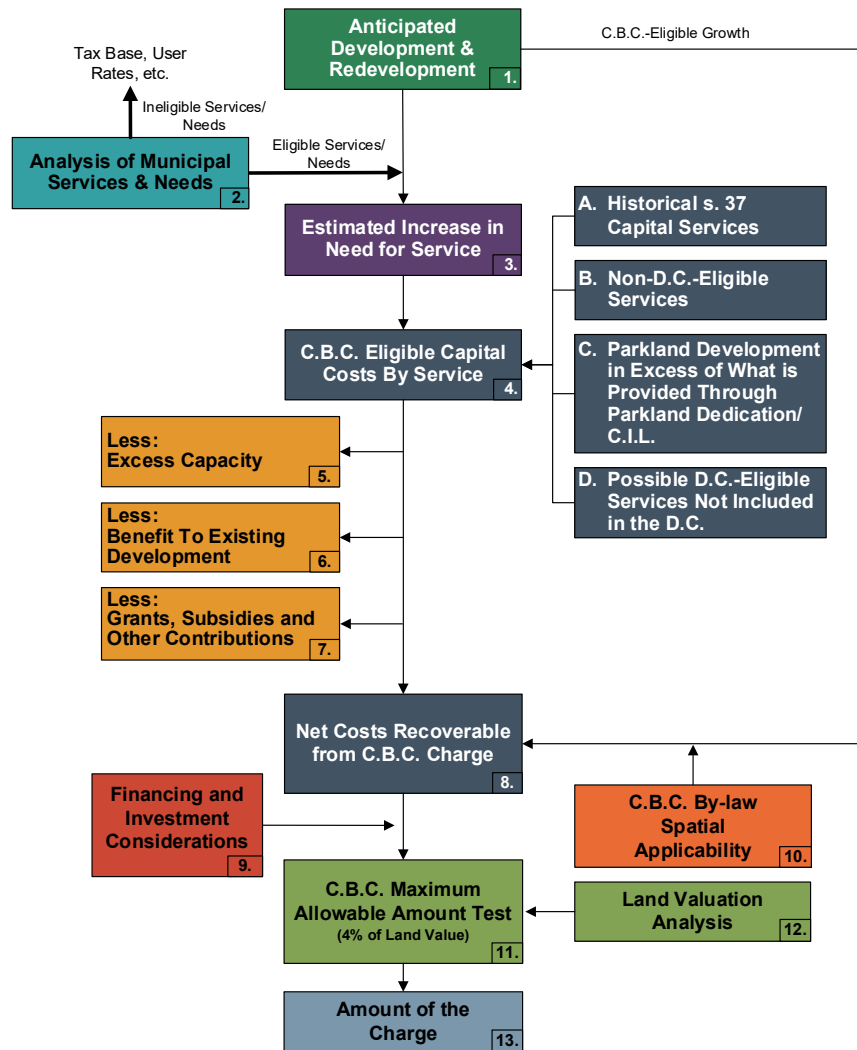 Anticipated
Development &
Redevelopment
1.
C.B.C.-Eligible Growth
Tax Base, User
Rates, etc.
Ineligible Services/
Needs
Analysis of Municipal
Services & Needs
2.
Eligible Services/
Needs
Estimated Increase in
Need for Service
3.
C.B.C. Eligible Capital
Costs By Service
4.
A. Historical s. 37
Capital Services
B. Non-D.C.-Eligible
Services
C. Parkland Development
in Excess of What is
Provided Through
Parkland Dedication/
C.I.L.
D. Possible D.C.-Eligible
Services Not Included
in the D.C.
Less:
Excess Capacity
5.
Less:
Benefit To Existing
Development
6.
Less:
Grants, Subsidies and
Other Contributions
7.
Net Costs Recoverable
from C.B.C. Charge
8.
Financing and
Investment
Considerations
9.
C.B.C. By-law
Spatial
Applicability
10.
C.B.C. Maximum
Allowable Amount Test
(4% of Land Value)
11.
Land Valuation
Analysis
12.
Amount of the
Charge
13.